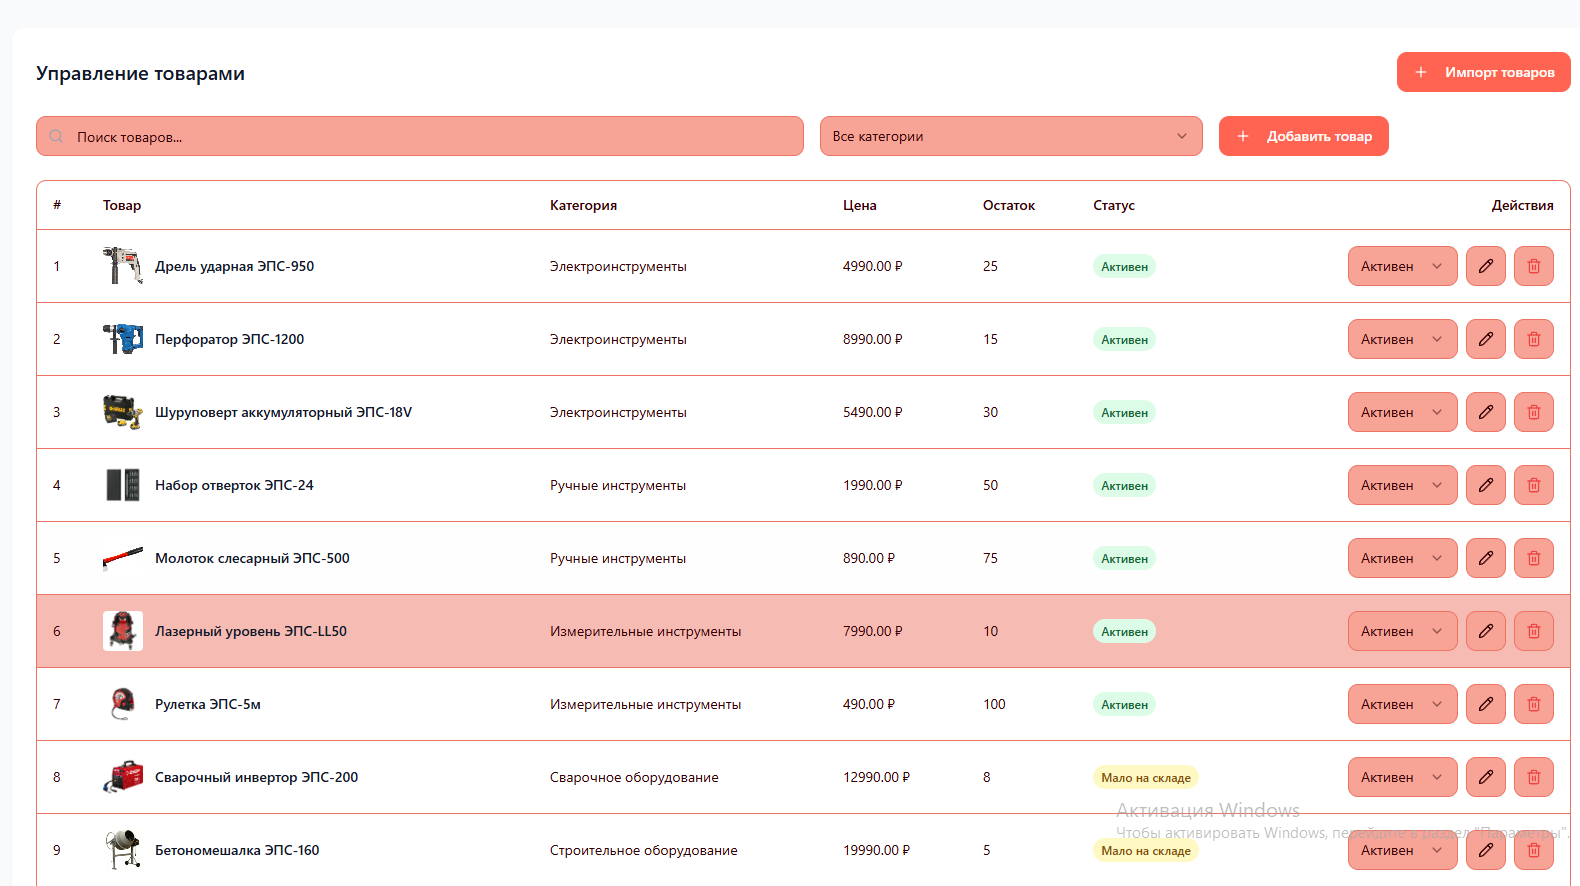 Управление товарами
Импорт товаров
Поиск товаров...
Все категории
Добавить товар
# Товар Категория Цена Остаток Статус Действия
1 Дрель ударная ЭПС-950 Электроинструменты 4990.00 ₽ 25 Активен Активен
2 Перфоратор ЭПС-1200 Электроинструменты 8990.00 ₽ 15 Активен Активен
3 Шуруповерт аккумуляторный ЭПС-18V Электроинструменты 5490.00 ₽ 30 Активен Активен
4 Набор отверток ЭПС-24 Ручные инструменты 1990.00 ₽ 50 Активен Активен
5 Молоток слесарный ЭПС-500 Ручные инструменты 890.00 ₽ 75 Активен Активен
6 Лазерный уровень ЭПС-LL50 Измерительные инструменты 7990.00 ₽ 10 Активен Активен
7 Рулетка ЭПС-5м Измерительные инструменты 490.00 ₽ 100 Активен Активен
8 Сварочный инвертор ЭПС-200 Сварочное оборудование 12990.00 ₽ 8 Мало на складе Активен
Активация Windows
Чтобы активировать Windows, перейдите в раздел "Параметры".
9 Бетономешалка ЭПС-160 Строительное оборудование 19990.00 ₽ 5 Мало на складе Активен